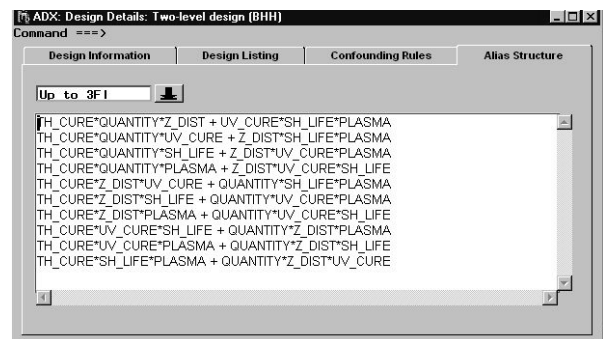 ADX: Design Details: Two-level design (BHH)
Command ===>
Design Information Design Listing Confounding Rules Alias Structure
Up to 3FI
TH_CURE*QUANTITY*Z_DIST + UV_CURE*SH_LIFE*PLASMA
TH_CURE*QUANTITY*UV_CURE + Z_DIST*SH_LIFE*PLASMA
TH_CURE*QUANTITY*SH_LIFE + Z_DIST*UV_CURE*PLASMA
TH_CURE*QUANTITY*PLASMA + Z_DIST*UV_CURE*SH_LIFE
TH_CURE*Z_DIST*UV_CURE + QUANTITY*SH_LIFE*PLASMA
TH_CURE*Z_DIST*SH_LIFE + QUANTITY*UV_CURE*PLASMA
TH_CURE*Z_DIST*PLASMA + QUANTITY*UV_CURE*SH_LIFE
TH_CURE*UV_CURE*SH_LIFE + QUANTITY*Z_DIST*PLASMA
TH_CURE*UV_CURE*PLASMA + QUANTITY*Z_DIST*SH_LIFE
TH_CURE*SH_LIFE*PLASMA + QUANTITY*Z_DIST*UV_CURE